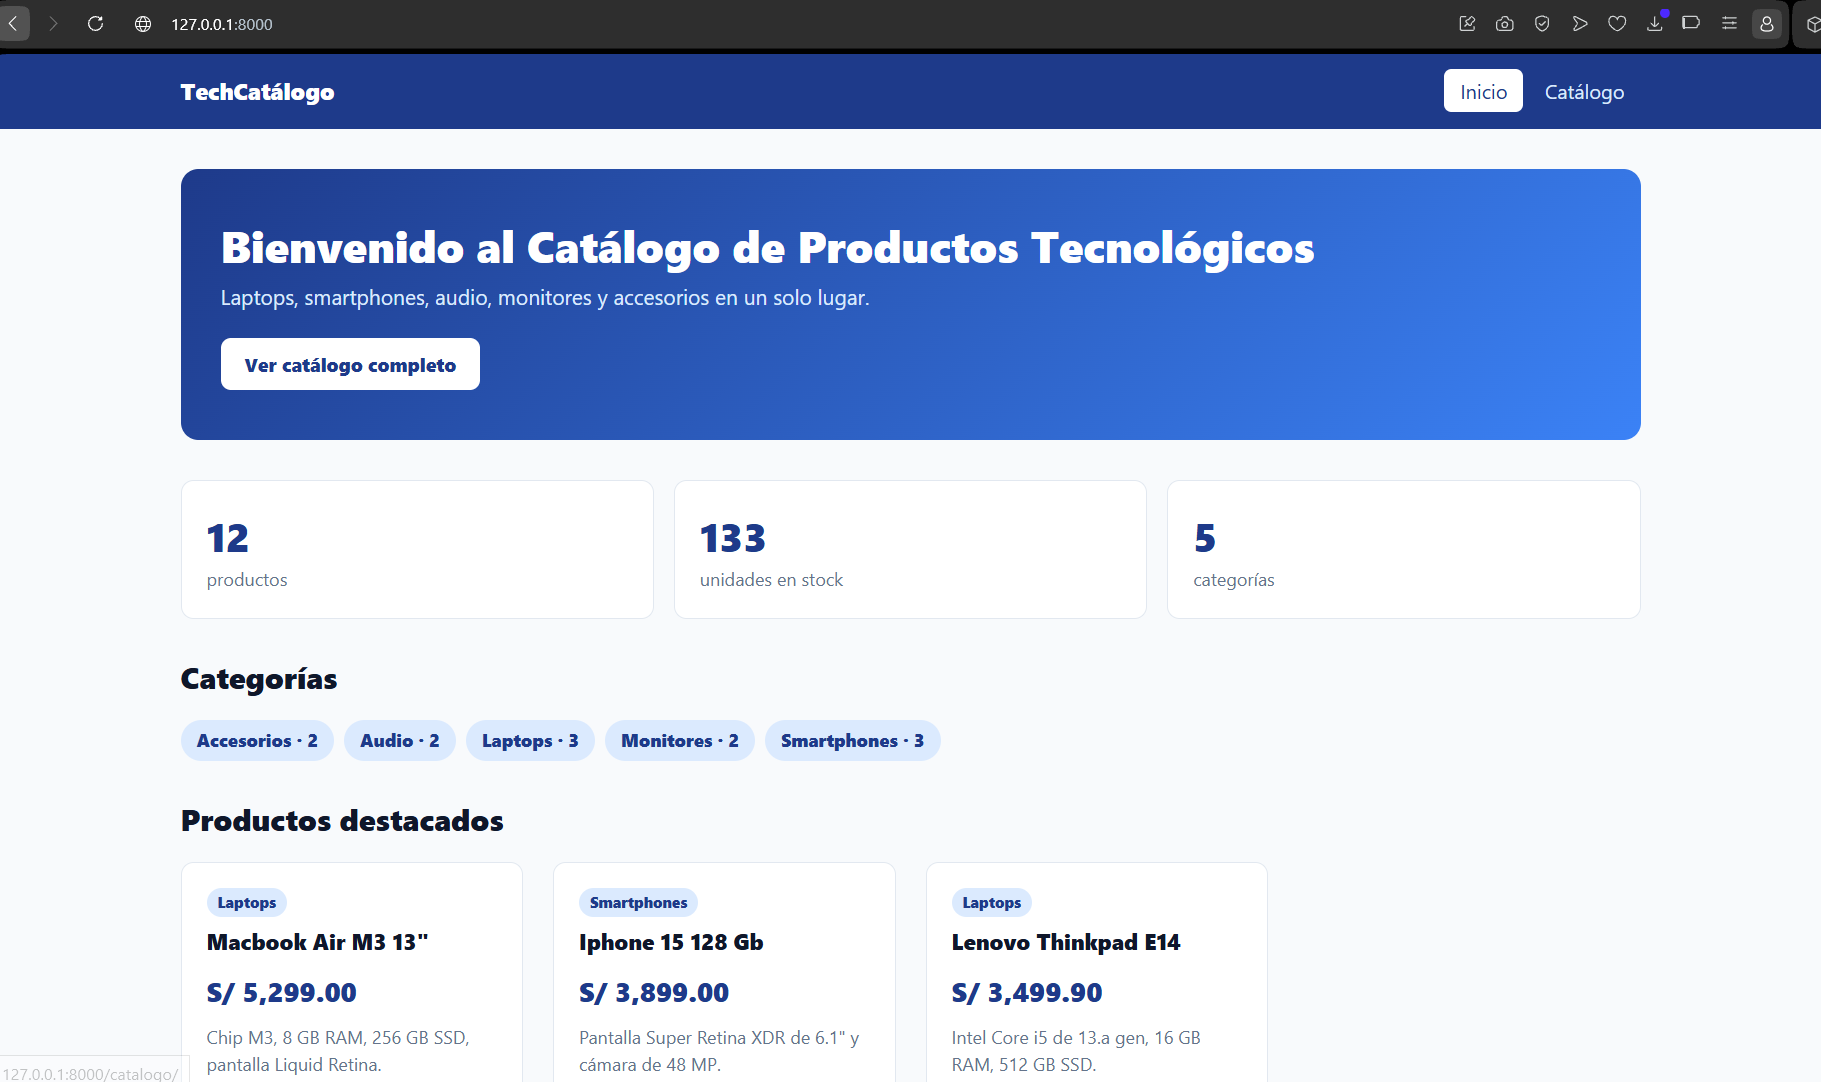 127.0.0.1:8000
TechCatálogo
Inicio
Catálogo
Bienvenido al Catálogo de Productos Tecnológicos
Laptops, smartphones, audio, monitores y accesorios en un solo lugar.
Ver catálogo completo
12
productos
133
unidades en stock
5
categorías
Categorías
Accesorios · 2
Audio · 2
Laptops · 3
Monitores · 2
Smartphones · 3
Productos destacados
Laptops
Macbook Air M3 13"
S/ 5,299.00
Chip M3, 8 GB RAM, 256 GB SSD,
pantalla Liquid Retina.
Smartphones
Iphone 15 128 Gb
S/ 3,899.00
Pantalla Super Retina XDR de 6.1" y
cámara de 48 MP.
Laptops
Lenovo Thinkpad E14
S/ 3,499.90
Intel Core i5 de 13.a gen, 16 GB
RAM, 512 GB SSD.
127.0.0.1:8000/catalogo/